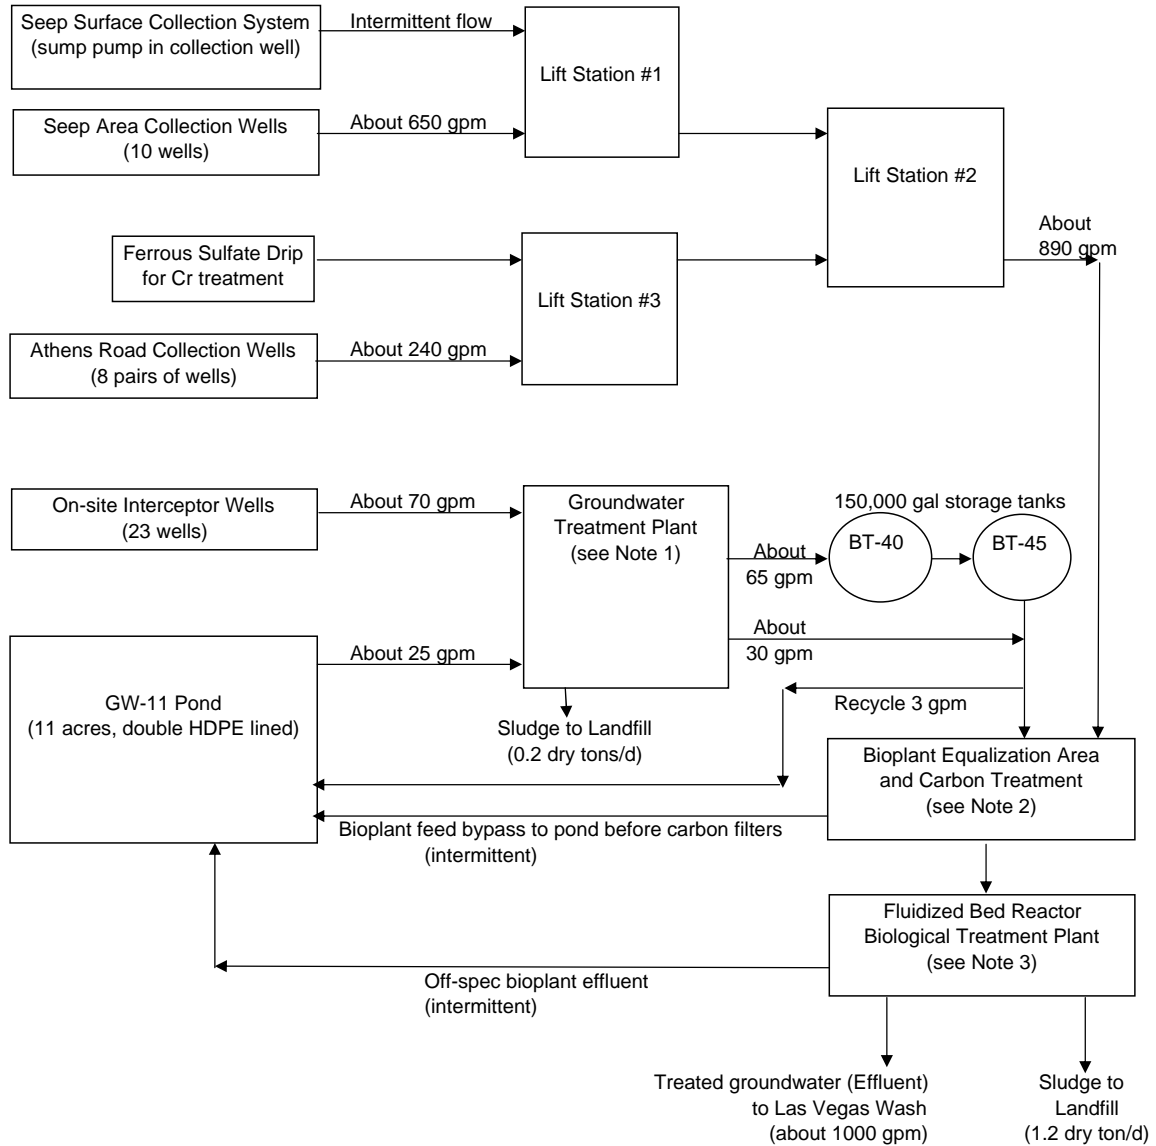 Seep Surface Collection System
(sump pump in collection well)
Intermittent flow
Lift Station #1
Seep Area Collection Wells
(10 wells)
About 650 gpm
Lift Station #2
About
890 gpm
Ferrous Sulfate Drip
for Cr treatment
Lift Station #3
Athens Road Collection Wells
(8 pairs of wells)
About 240 gpm
On-site Interceptor Wells
(23 wells)
About 70 gpm
Groundwater
Treatment Plant
(see Note 1)
150,000 gal storage tanks
BT-40
BT-45
About
65 gpm
About
30 gpm
GW-11 Pond
(11 acres, double HDPE lined)
About 25 gpm
Recycle 3 gpm
Sludge to Landfill
(0.2 dry tons/d)
Bioplant Equalization Area
and Carbon Treatment
(see Note 2)
Bioplant feed bypass to pond before carbon filters
(intermittent)
Fluidized Bed Reactor
Biological Treatment Plant
(see Note 3)
Off-spec bioplant effluent
(intermittent)
Treated groundwater (Effluent)
to Las Vegas Wash
(about 1000 gpm)
Sludge to
Landfill
(1.2 dry ton/d)